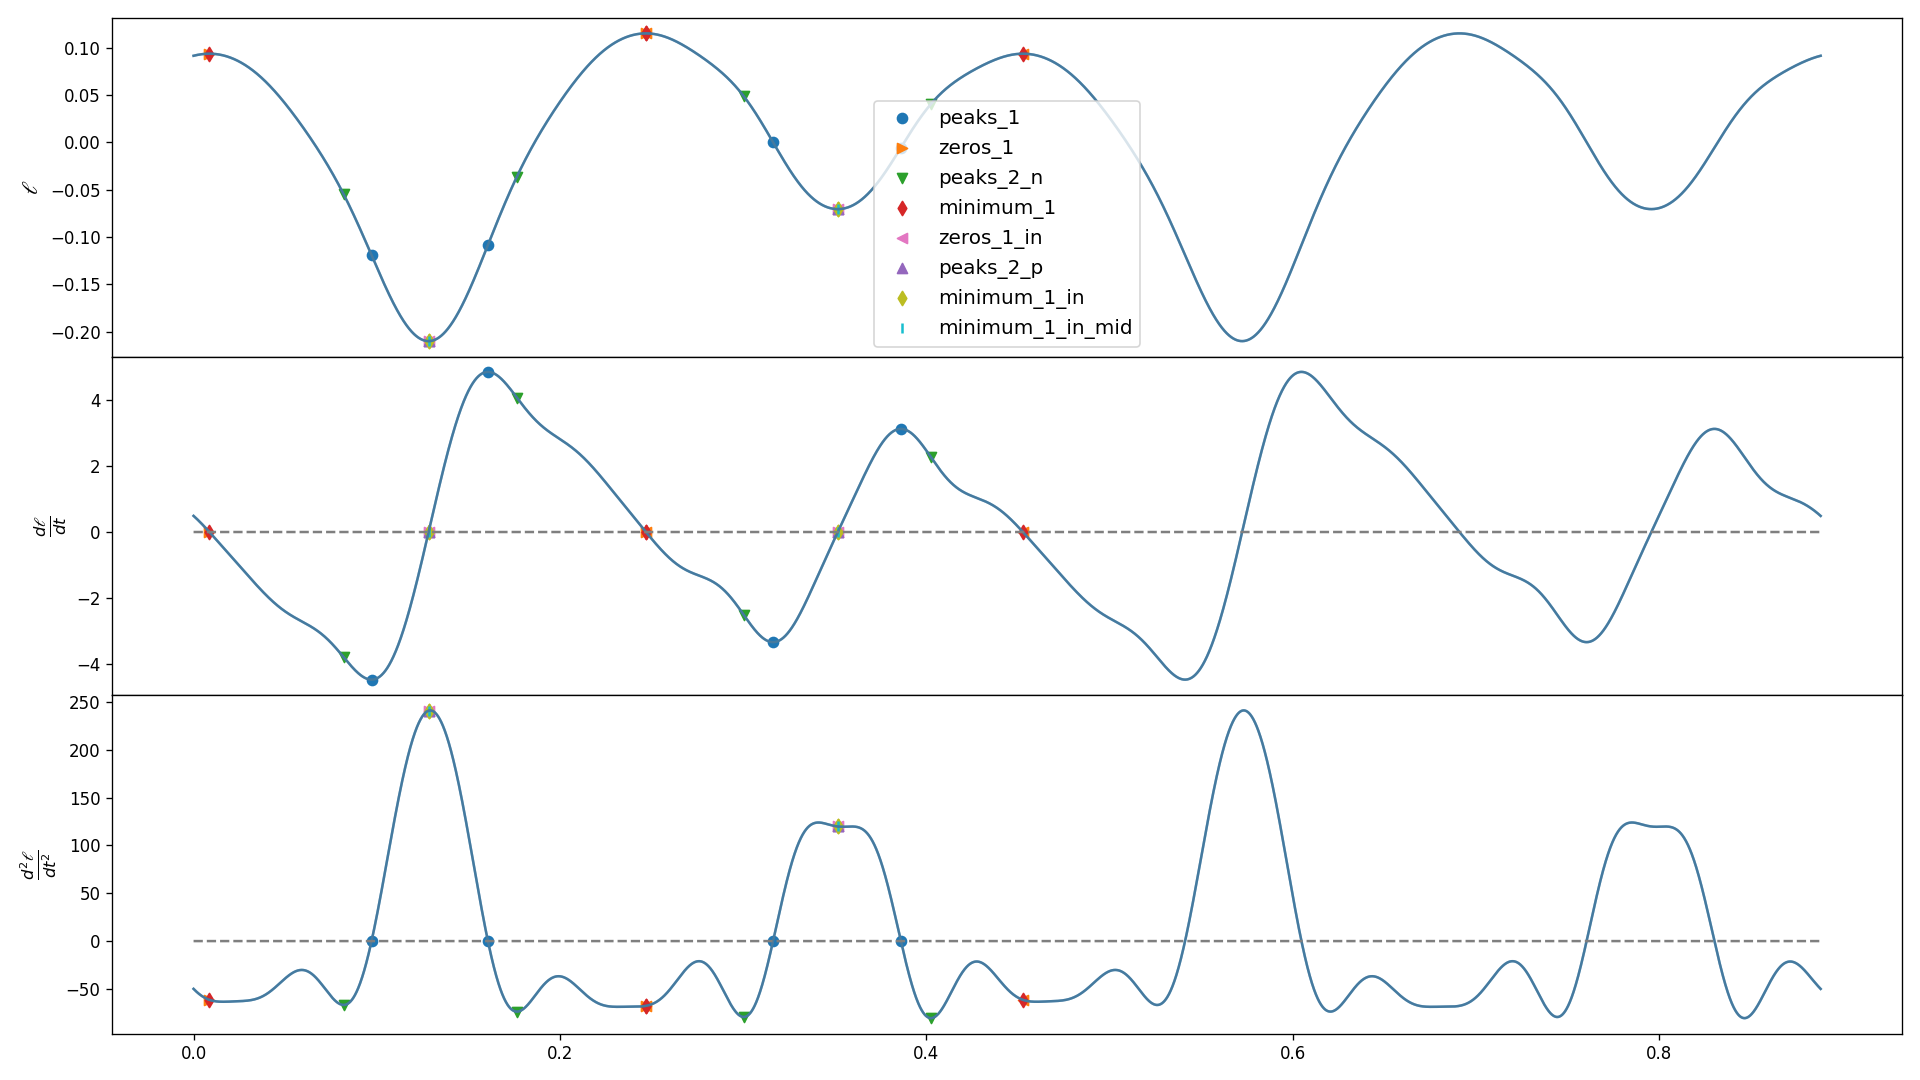 0.10
0.05
0.00
−0.05
−0.10
−0.15
−0.20
ℓ
peaks_1
zeros_1
peaks_2_n
minimum_1
zeros_1_in
peaks_2_p
minimum_1_in
minimum_1_in_mid
4
2
0
−2
−4
dℓ
dt
250
200
150
100
50
0
−50
d²ℓ
dt²
0.0 0.2 0.4 0.6 0.8